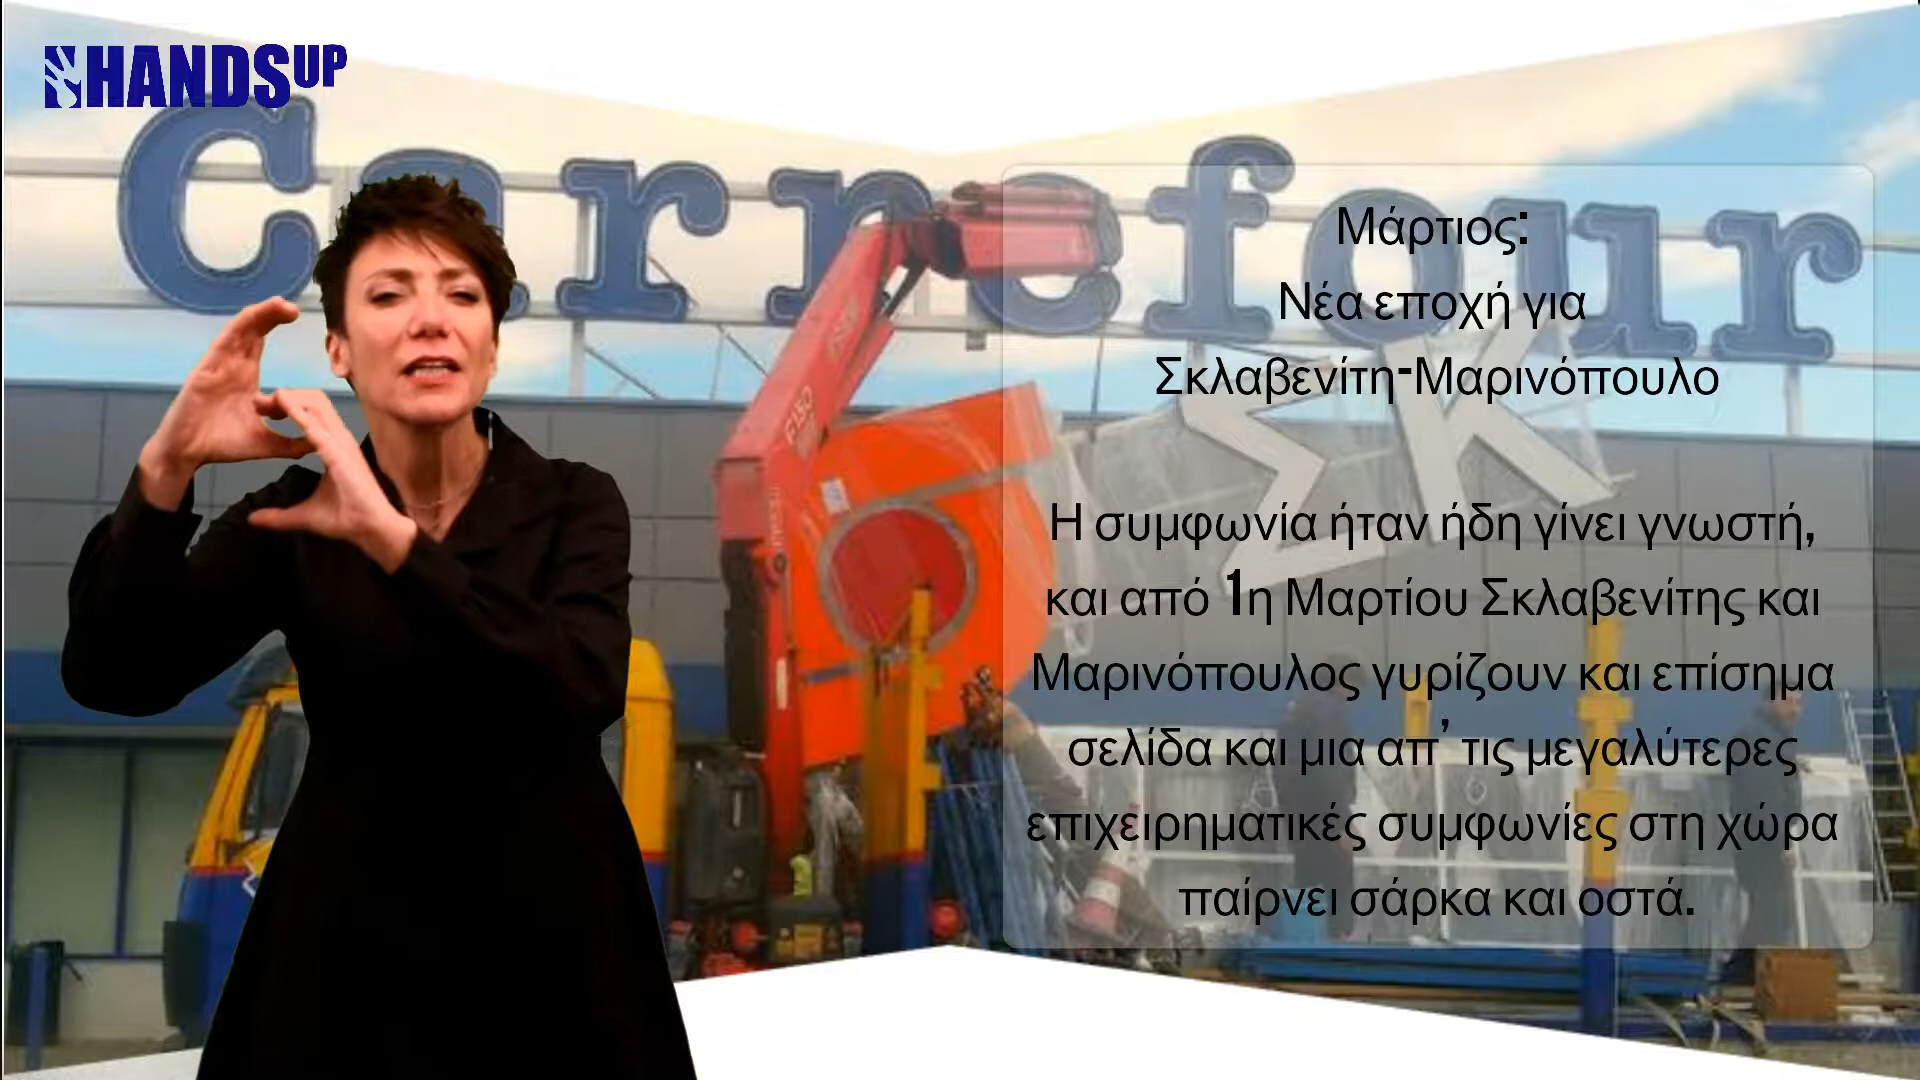 HANDSUP
Carrefour
Μάρτιος:
Νέα εποχή για
Σκλαβενίτη-Μαρινόπουλο
ΣΚ
Η συμφωνία ήταν ήδη γίνει γνωστή,
και από 1η Μαρτίου Σκλαβενίτης και
Μαρινόπουλος γυρίζουν και επίσημα
σελίδα και μια απ’ τις μεγαλύτερες
επιχειρηματικές συμφωνίες στη χώρα
παίρνει σάρκα και οστά.